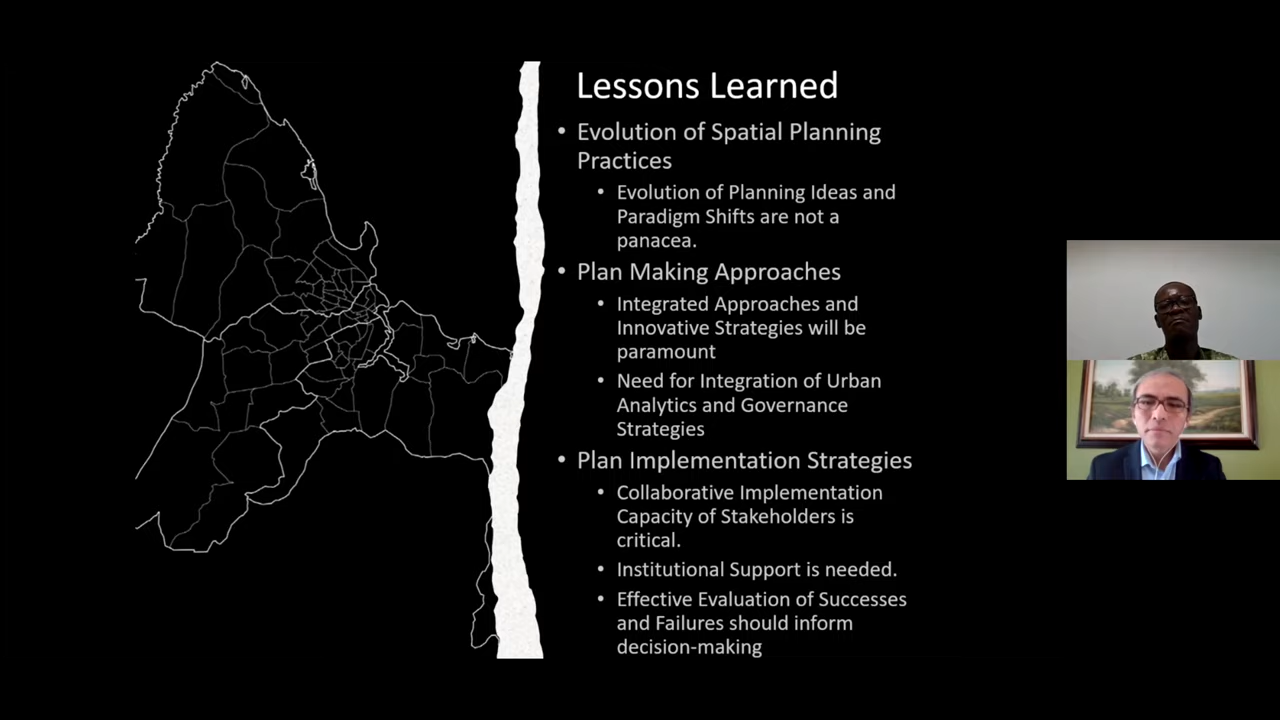 Lessons Learned
• Evolution of Spatial Planning
Practices
• Evolution of Planning Ideas and
Paradigm Shifts are not a
panacea.
• Plan Making Approaches
• Integrated Approaches and
Innovative Strategies will be
paramount
• Need for Integration of Urban
Analytics and Governance
Strategies
• Plan Implementation Strategies
• Collaborative Implementation
Capacity of Stakeholders is
critical.
• Institutional Support is needed.
• Effective Evaluation of Successes
and Failures should inform
decision-making